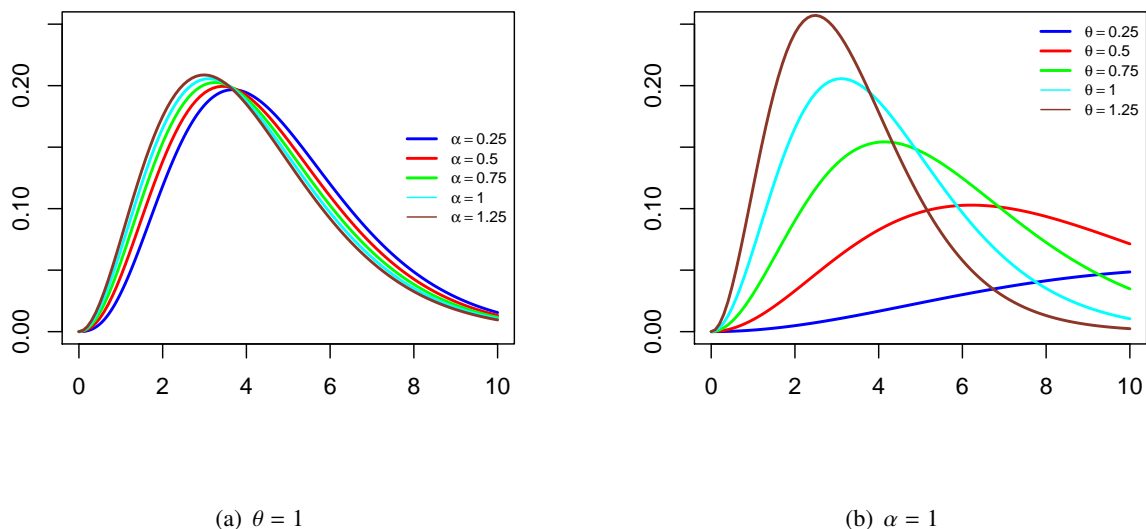 0.20
0.10
0.00
0 2 4 6 8 10
α = 0.25
α = 0.5
α = 0.75
α = 1
α = 1.25
(a) θ = 1
0.20
0.10
0.00
0 2 4 6 8 10
θ = 0.25
θ = 0.5
θ = 0.75
θ = 1
θ = 1.25
(b) α = 1